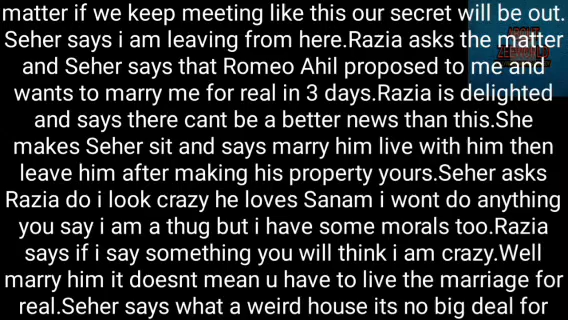 matter if we keep meeting like this our secret will be out.
Seher says i am leaving from here.Razia asks the matter
and Seher says that Romeo Ahil proposed to me and
wants to marry me for real in 3 days.Razia is delighted
and says there cant be a better news than this.She
makes Seher sit and says marry him live with him then
leave him after making his property yours.Seher asks
Razia do i look crazy he loves Sanam i wont do anything
you say i am a thug but i have some morals too.Razia
says if i say something you will think i am crazy.Well
marry him it doesnt mean u have to live the marriage for
real.Seher says what a weird house its no big deal for